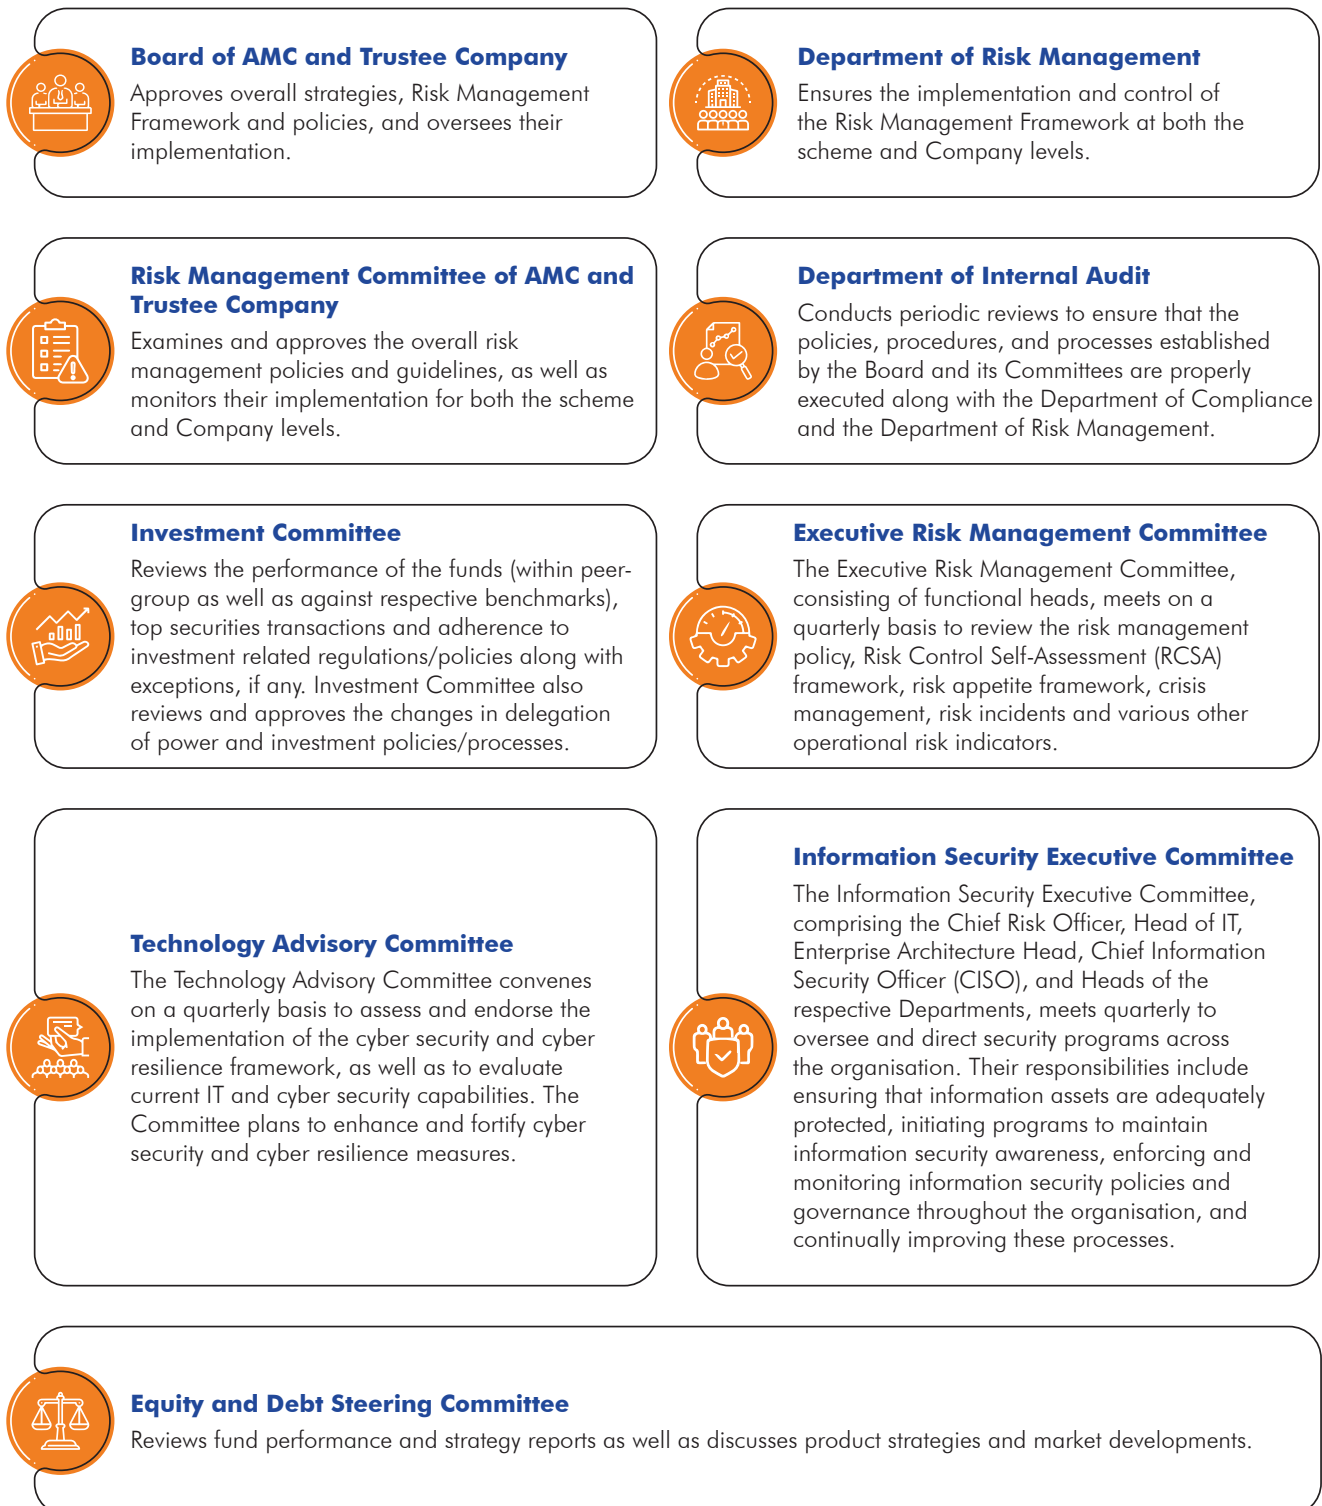 Board of AMC and Trustee Company
Approves overall strategies, Risk Management
Framework and policies, and oversees their
implementation.
Department of Risk Management
Ensures the implementation and control of
the Risk Management Framework at both the
scheme and Company levels.
Risk Management Committee of AMC and
Trustee Company
Examines and approves the overall risk
management policies and guidelines, as well as
monitors their implementation for both the scheme
and Company levels.
Department of Internal Audit
Conducts periodic reviews to ensure that the
policies, procedures, and processes established
by the Board and its Committees are properly
executed along with the Department of Compliance
and the Department of Risk Management.
Investment Committee
Reviews the performance of the funds (within peer-
group as well as against respective benchmarks),
top securities transactions and adherence to
investment related regulations/policies along with
exceptions, if any. Investment Committee also
reviews and approves the changes in delegation
of power and investment policies/processes.
Executive Risk Management Committee
The Executive Risk Management Committee,
consisting of functional heads, meets on a
quarterly basis to review the risk management
policy, Risk Control Self-Assessment (RCSA)
framework, risk appetite framework, crisis
management, risk incidents and various other
operational risk indicators.
Technology Advisory Committee
The Technology Advisory Committee convenes
on a quarterly basis to assess and endorse the
implementation of the cyber security and cyber
resilience framework, as well as to evaluate
current IT and cyber security capabilities. The
Committee plans to enhance and fortify cyber
security and cyber resilience measures.
Information Security Executive Committee
The Information Security Executive Committee,
comprising the Chief Risk Officer, Head of IT,
Enterprise Architecture Head, Chief Information
Security Officer (CISO), and Heads of the
respective Departments, meets quarterly to
oversee and direct security programs across
the organisation. Their responsibilities include
ensuring that information assets are adequately
protected, initiating programs to maintain
information security awareness, enforcing and
monitoring information security policies and
governance throughout the organisation, and
continually improving these processes.
Equity and Debt Steering Committee
Reviews fund performance and strategy reports as well as discusses product strategies and market developments.